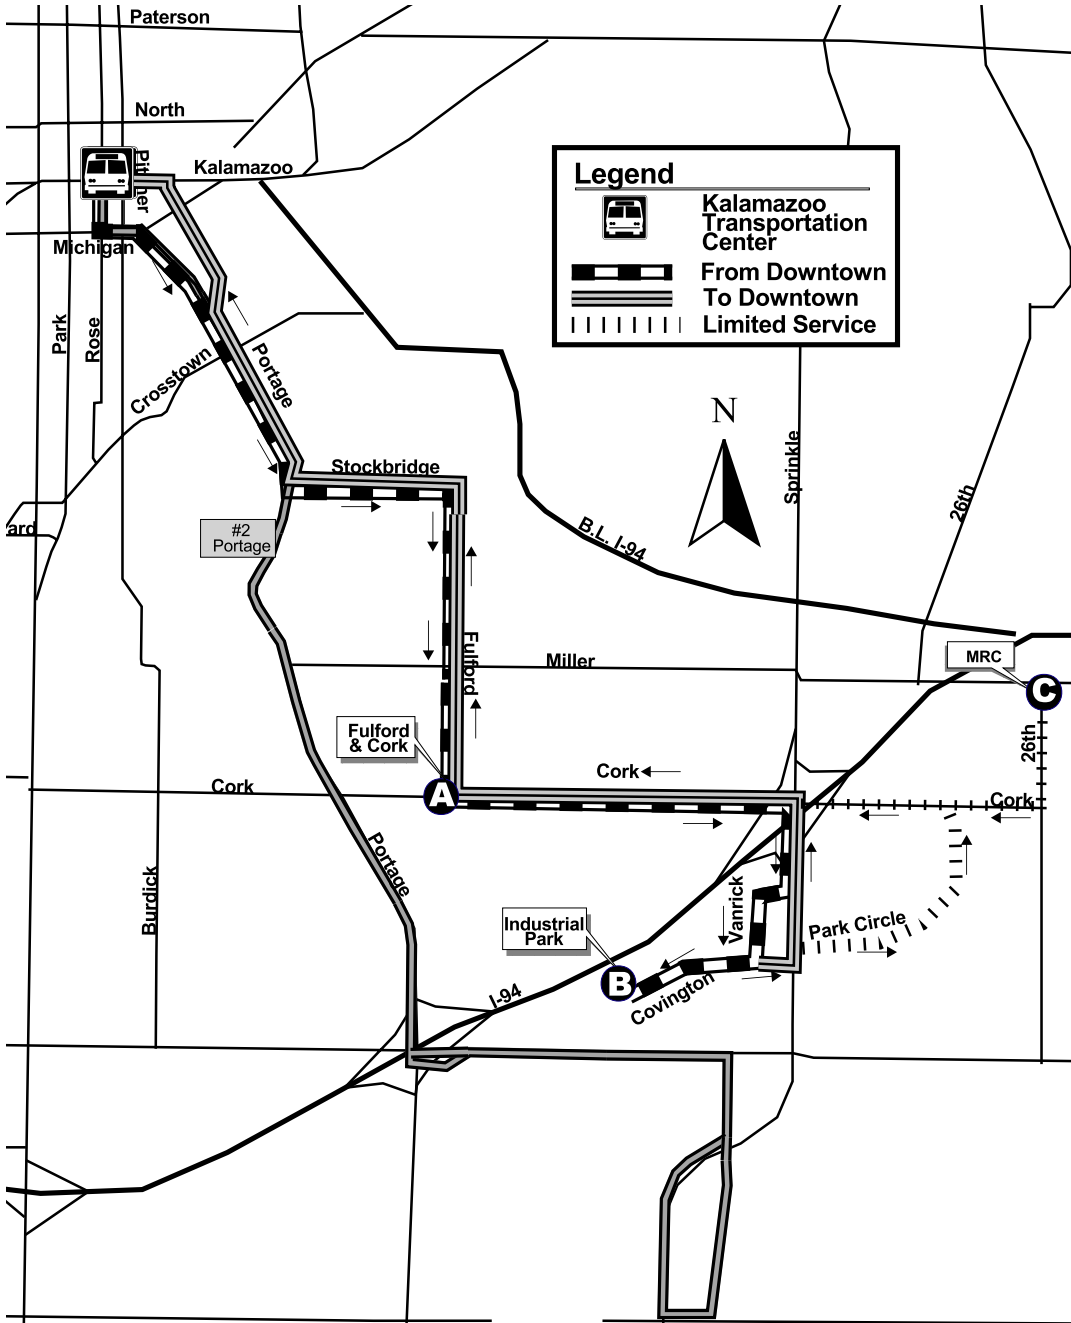 Paterson
North
Pitcher
Kalamazoo
Michigan
Legend
Kalamazoo
Transportation
Center
From Downtown
To Downtown
Limited Service
Park
Rose
Crosstown
Portage
N
Stockbridge
Sprinkle
26th
ard
#2
Portage
B.L. I-94
Fulford
Miller
MRC
C
Fulford
& Cork
26th
Cork
A
Cork
Cork
Portage
Burdick
Vanrick
Industrial
Park
Park Circle
B
Covington
I-94